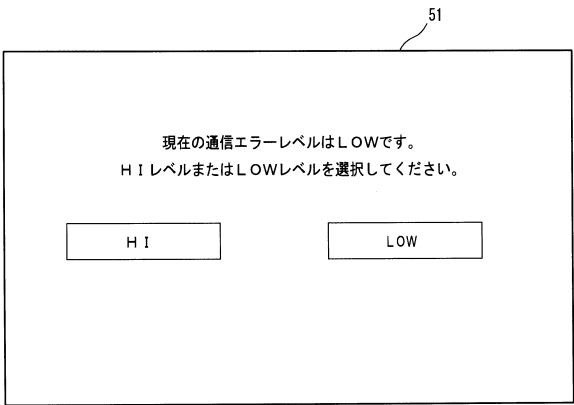 51
現在の通信エラーレベルはＬＯＷです。
ＨＩレベルまたはＬＯＷレベルを選択してください。
ＨＩ
LOW